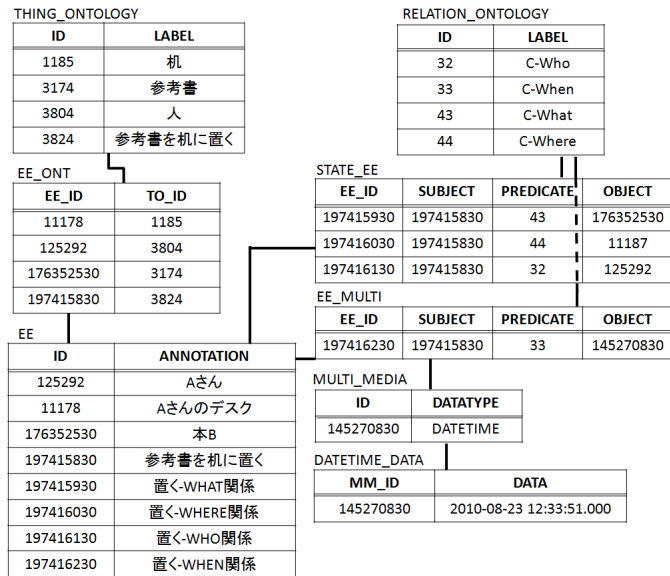 THING_ONTOLOGY
ID LABEL
1185 机
3174 参考書
3804 人
3824 参考書を机に置く
EE_ONT
EE_ID TO_ID
11178 1185
125292 3804
176352530 3174
197415830 3824
EE
ID ANNOTATION
125292 Aさん
11178 Aさんのデスク
176352530 本B
197415830 参考書を机に置く
197415930 置く-WHAT関係
197416030 置く-WHERE関係
197416130 置く-WHO関係
197416230 置く-WHEN関係
RELATION_ONTOLOGY
ID LABEL
32 C-Who
33 C-When
43 C-What
44 C-Where
STATE_EE
EE_ID SUBJECT PREDICATE OBJECT
197415930 197415830 43 176352530
197416030 197415830 44 11187
197416130 197415830 32 125292
EE_MULTI
EE_ID SUBJECT PREDICATE OBJECT
197416230 197415830 33 145270830
MULTI_MEDIA
ID DATATYPE
145270830 DATETIME
DATETIME_DATA
MM_ID DATA
145270830 2010-08-23 12:33:51.000